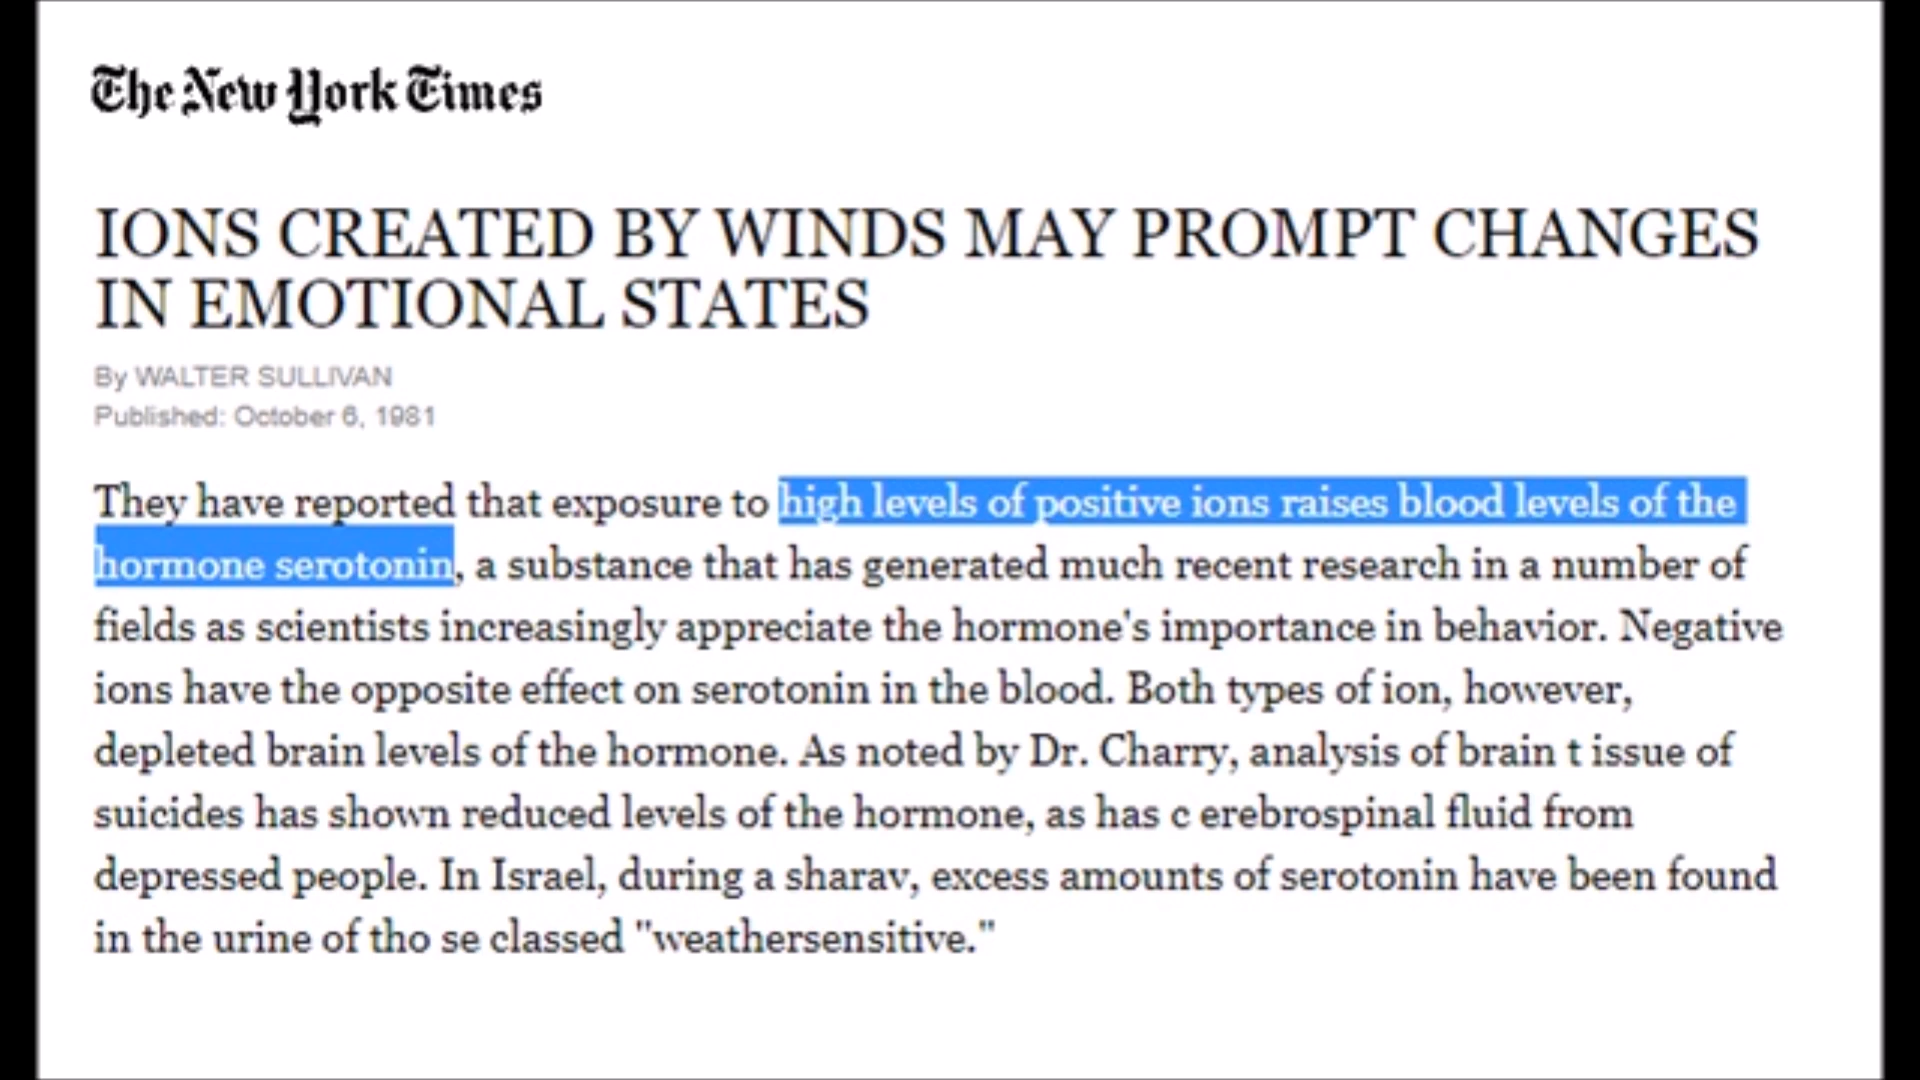 The New York Times
IONS CREATED BY WINDS MAY PROMPT CHANGES
IN EMOTIONAL STATES
By WALTER SULLIVAN
Published: October 6, 1981
They have reported that exposure to high levels of positive ions raises blood levels of the
hormone serotonin, a substance that has generated much recent research in a number of
fields as scientists increasingly appreciate the hormone's importance in behavior. Negative
ions have the opposite effect on serotonin in the blood. Both types of ion, however,
depleted brain levels of the hormone. As noted by Dr. Charry, analysis of brain t issue of
suicides has shown reduced levels of the hormone, as has c erebrospinal fluid from
depressed people. In Israel, during a sharav, excess amounts of serotonin have been found
in the urine of tho se classed "weathersensitive."